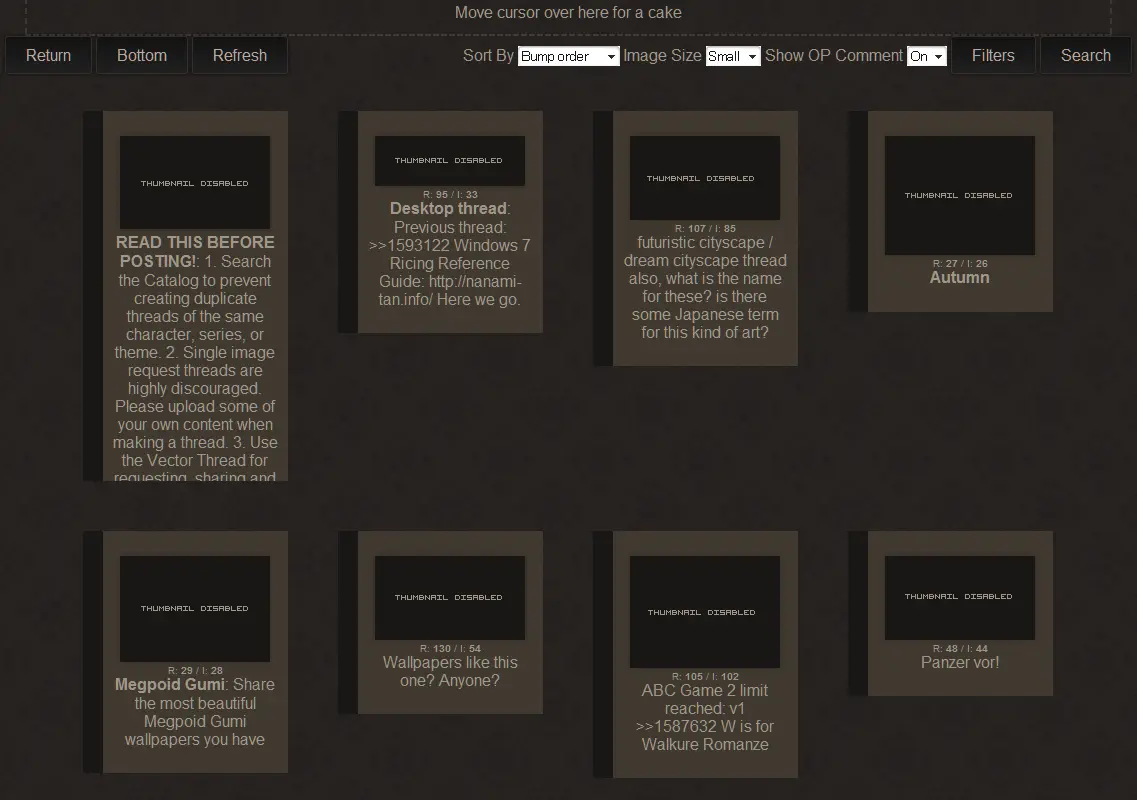 Move cursor over here for a cake
Return Bottom Refresh Sort By Bump order Image Size Small Show OP Comment On Filters Search
THUMBNAIL DISABLED
READ THIS BEFORE
POSTING!: 1. Search
the Catalog to prevent
creating duplicate
threads of the same
character, series, or
theme. 2. Single image
request threads are
highly discouraged.
Please upload some of
your own content when
making a thread. 3. Use
the Vector Thread for
requesting, sharing and
THUMBNAIL DISABLED
R: 95 / I: 33
Desktop thread:
Previous thread:
>>1593122 Windows 7
Ricing Reference
Guide: http://nanami-
tan.info/ Here we go.
THUMBNAIL DISABLED
R: 107 / I: 85
futuristic cityscape /
dream cityscape thread
also, what is the name
for these? is there
some Japanese term
for this kind of art?
THUMBNAIL DISABLED
R: 27 / I: 26
Autumn
THUMBNAIL DISABLED
R: 29 / I: 28
Megpoid Gumi: Share
the most beautiful
Megpoid Gumi
wallpapers you have
THUMBNAIL DISABLED
R: 130 / I: 54
Wallpapers like this
one? Anyone?
THUMBNAIL DISABLED
R: 105 / I: 102
ABC Game 2 limit
reached: v1
>>1587632 W is for
Walkure Romanze
THUMBNAIL DISABLED
R: 48 / I: 44
Panzer vor!